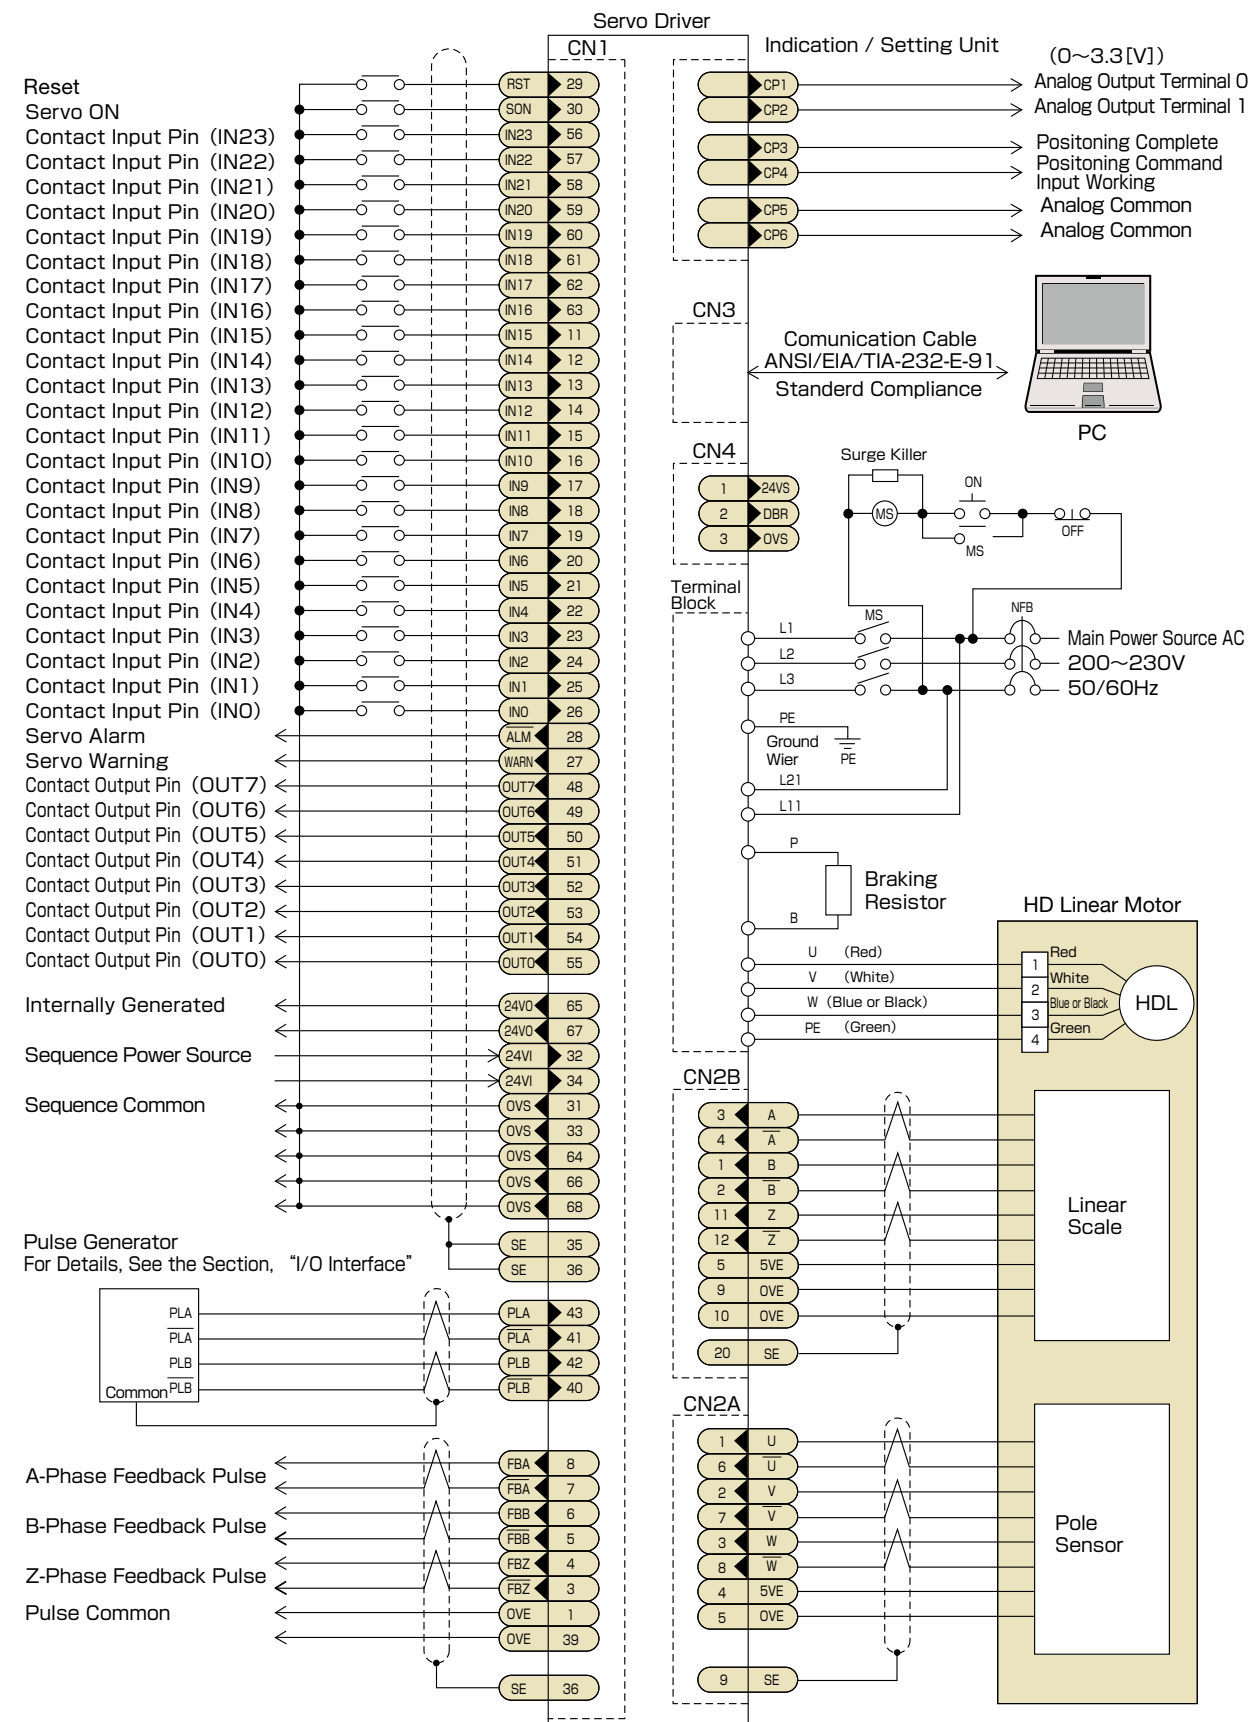 Servo Driver
CN1
Reset
RST 29
Servo ON
SON 30
Contact Input Pin (IN23)
IN23 56
Contact Input Pin (IN22)
IN22 57
Contact Input Pin (IN21)
IN21 58
Contact Input Pin (IN20)
IN20 59
Contact Input Pin (IN19)
IN19 60
Contact Input Pin (IN18)
IN18 61
Contact Input Pin (IN17)
IN17 62
Contact Input Pin (IN16)
IN16 63
Contact Input Pin (IN15)
IN15 11
Contact Input Pin (IN14)
IN14 12
Contact Input Pin (IN13)
IN13 13
Contact Input Pin (IN12)
IN12 14
Contact Input Pin (IN11)
IN11 15
Contact Input Pin (IN10)
IN10 16
Contact Input Pin (IN9)
IN9 17
Contact Input Pin (IN8)
IN8 18
Contact Input Pin (IN7)
IN7 19
Contact Input Pin (IN6)
IN6 20
Contact Input Pin (IN5)
IN5 21
Contact Input Pin (IN4)
IN4 22
Contact Input Pin (IN3)
IN3 23
Contact Input Pin (IN2)
IN2 24
Contact Input Pin (IN1)
IN1 25
Contact Input Pin (IN0)
IN0 26
Servo Alarm
ALM 28
Servo Warning
WARN 27
Contact Output Pin (OUT7)
OUT7 48
Contact Output Pin (OUT6)
OUT6 49
Contact Output Pin (OUT5)
OUT5 50
Contact Output Pin (OUT4)
OUT4 51
Contact Output Pin (OUT3)
OUT3 52
Contact Output Pin (OUT2)
OUT2 53
Contact Output Pin (OUT1)
OUT1 54
Contact Output Pin (OUT0)
OUT0 55
Internally Generated
24VO 65
24VO 67
Sequence Power Source
24VI 32
24VI 34
Sequence Common
OVS 31
OVS 33
OVS 64
OVS 66
OVS 68
SE 35
SE 36
Pulse Generator
For Details, See the Section, “I/O Interface”
PLA
PLA
PLB
PLB
Common
PLA 43
PLA 41
PLB 42
PLB 40
A-Phase Feedback Pulse
FBA 8
FBA 7
B-Phase Feedback Pulse
FBB 6
FBB 5
Z-Phase Feedback Pulse
FBZ 4
FBZ 3
Pulse Common
OVE 1
OVE 39
SE 36
Indication / Setting Unit
(0～3.3[V])
CP1
Analog Output Terminal 0
CP2
Analog Output Terminal 1
CP3
Positoning Complete
CP4
Positoning Command
Input Working
CP5
Analog Common
CP6
Analog Common
CN3
Comunication Cable
ANSI/EIA/TIA-232-E-91
Standerd Compliance
PC
CN4
1 24VS
2 DBR
3 OVS
Surge Killer
MS
ON
MS
OFF
Terminal
Block
L1
MS
NFB
Main Power Source AC
L2
200～230V
L3
50/60Hz
PE
Ground
Wier
PE
L21
L11
P
Braking
Resistor
B
HD Linear Motor
U (Red)
1 Red
V (White)
2 White
W (Blue or Black)
3 Blue or Black
PE (Green)
4 Green
HDL
CN2B
3 A
4 A
1 B
2 B
11 Z
12 Z
5 5VE
9 OVE
10 OVE
20 SE
Linear
Scale
CN2A
1 U
6 U
2 V
7 V
3 W
8 W
4 5VE
5 OVE
9 SE
Pole
Sensor